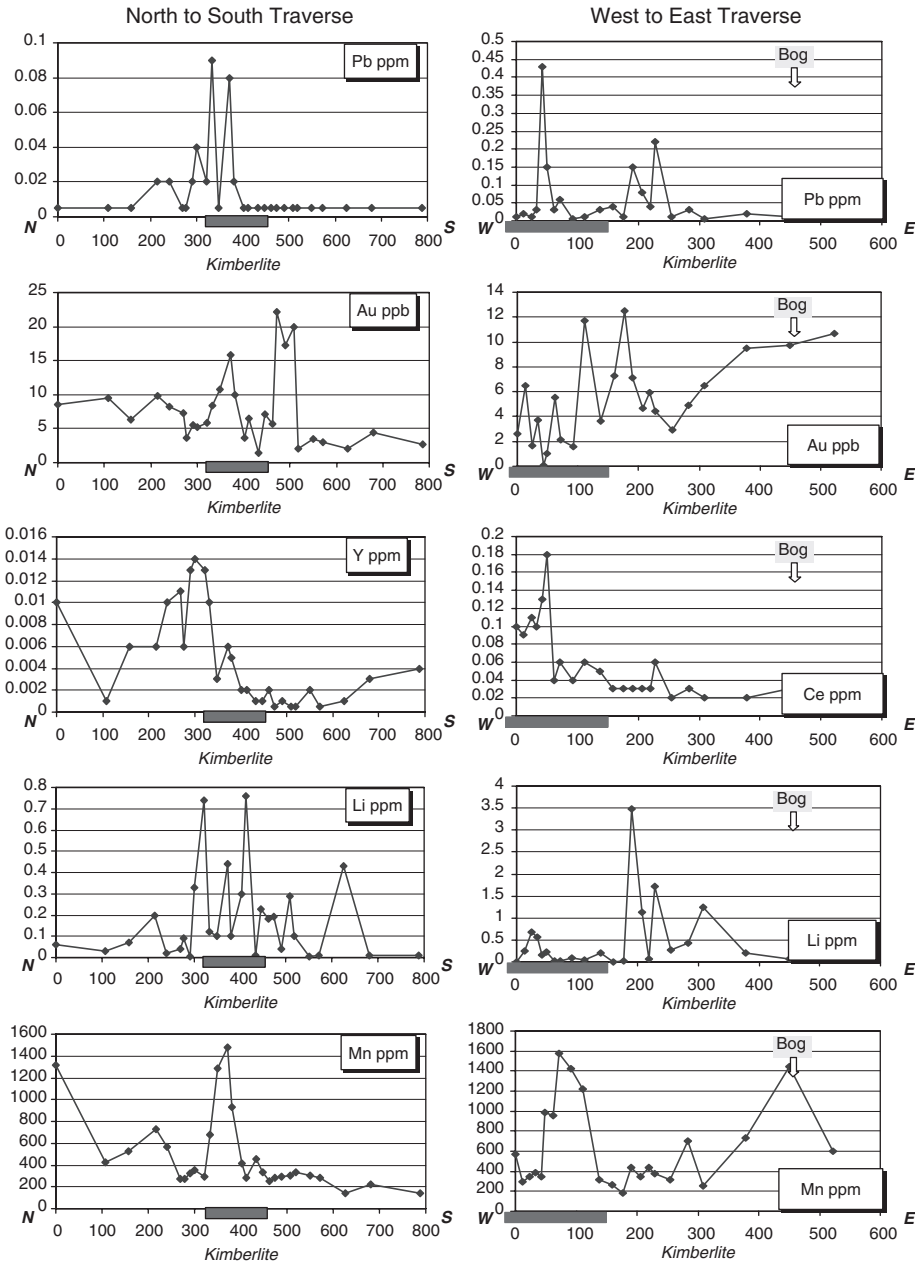 North to South Traverse
0.1
0.08
0.06
0.04
0.02
0
Pb ppm
N
S
0 100 200 300 400 500 600 700 800
Kimberlite
25
20
15
10
5
0
Au ppb
N
S
0 100 200 300 400 500 600 700 800
Kimberlite
0.016
0.014
0.012
0.01
0.008
0.006
0.004
0.002
0
Y ppm
N
S
0 100 200 300 400 500 600 700 800
Kimberlite
0.8
0.7
0.6
0.5
0.4
0.3
0.2
0.1
0
Li ppm
N
S
0 100 200 300 400 500 600 700 800
Kimberlite
1600
1400
1200
1000
800
600
400
200
0
Mn ppm
N
S
0 100 200 300 400 500 600 700 800
Kimberlite
West to East Traverse
0.5
0.45
0.4
0.35
0.3
0.25
0.2
0.15
0.1
0.05
0
Bog
Pb ppm
W
E
0 100 200 300 400 500 600
Kimberlite
14
12
10
8
6
4
2
0
Bog
Au ppb
W
E
0 100 200 300 400 500 600
Kimberlite
0.2
0.18
0.16
0.14
0.12
0.1
0.08
0.06
0.04
0.02
0
Bog
Ce ppm
W
E
0 100 200 300 400 500 600
Kimberlite
4
3.5
3
2.5
2
1.5
1
0.5
0
Bog
Li ppm
W
E
0 100 200 300 400 500 600
Kimberlite
1800
1600
1400
1200
1000
800
600
400
200
0
Bog
Mn ppm
W
E
0 100 200 300 400 500 600
Kimberlite